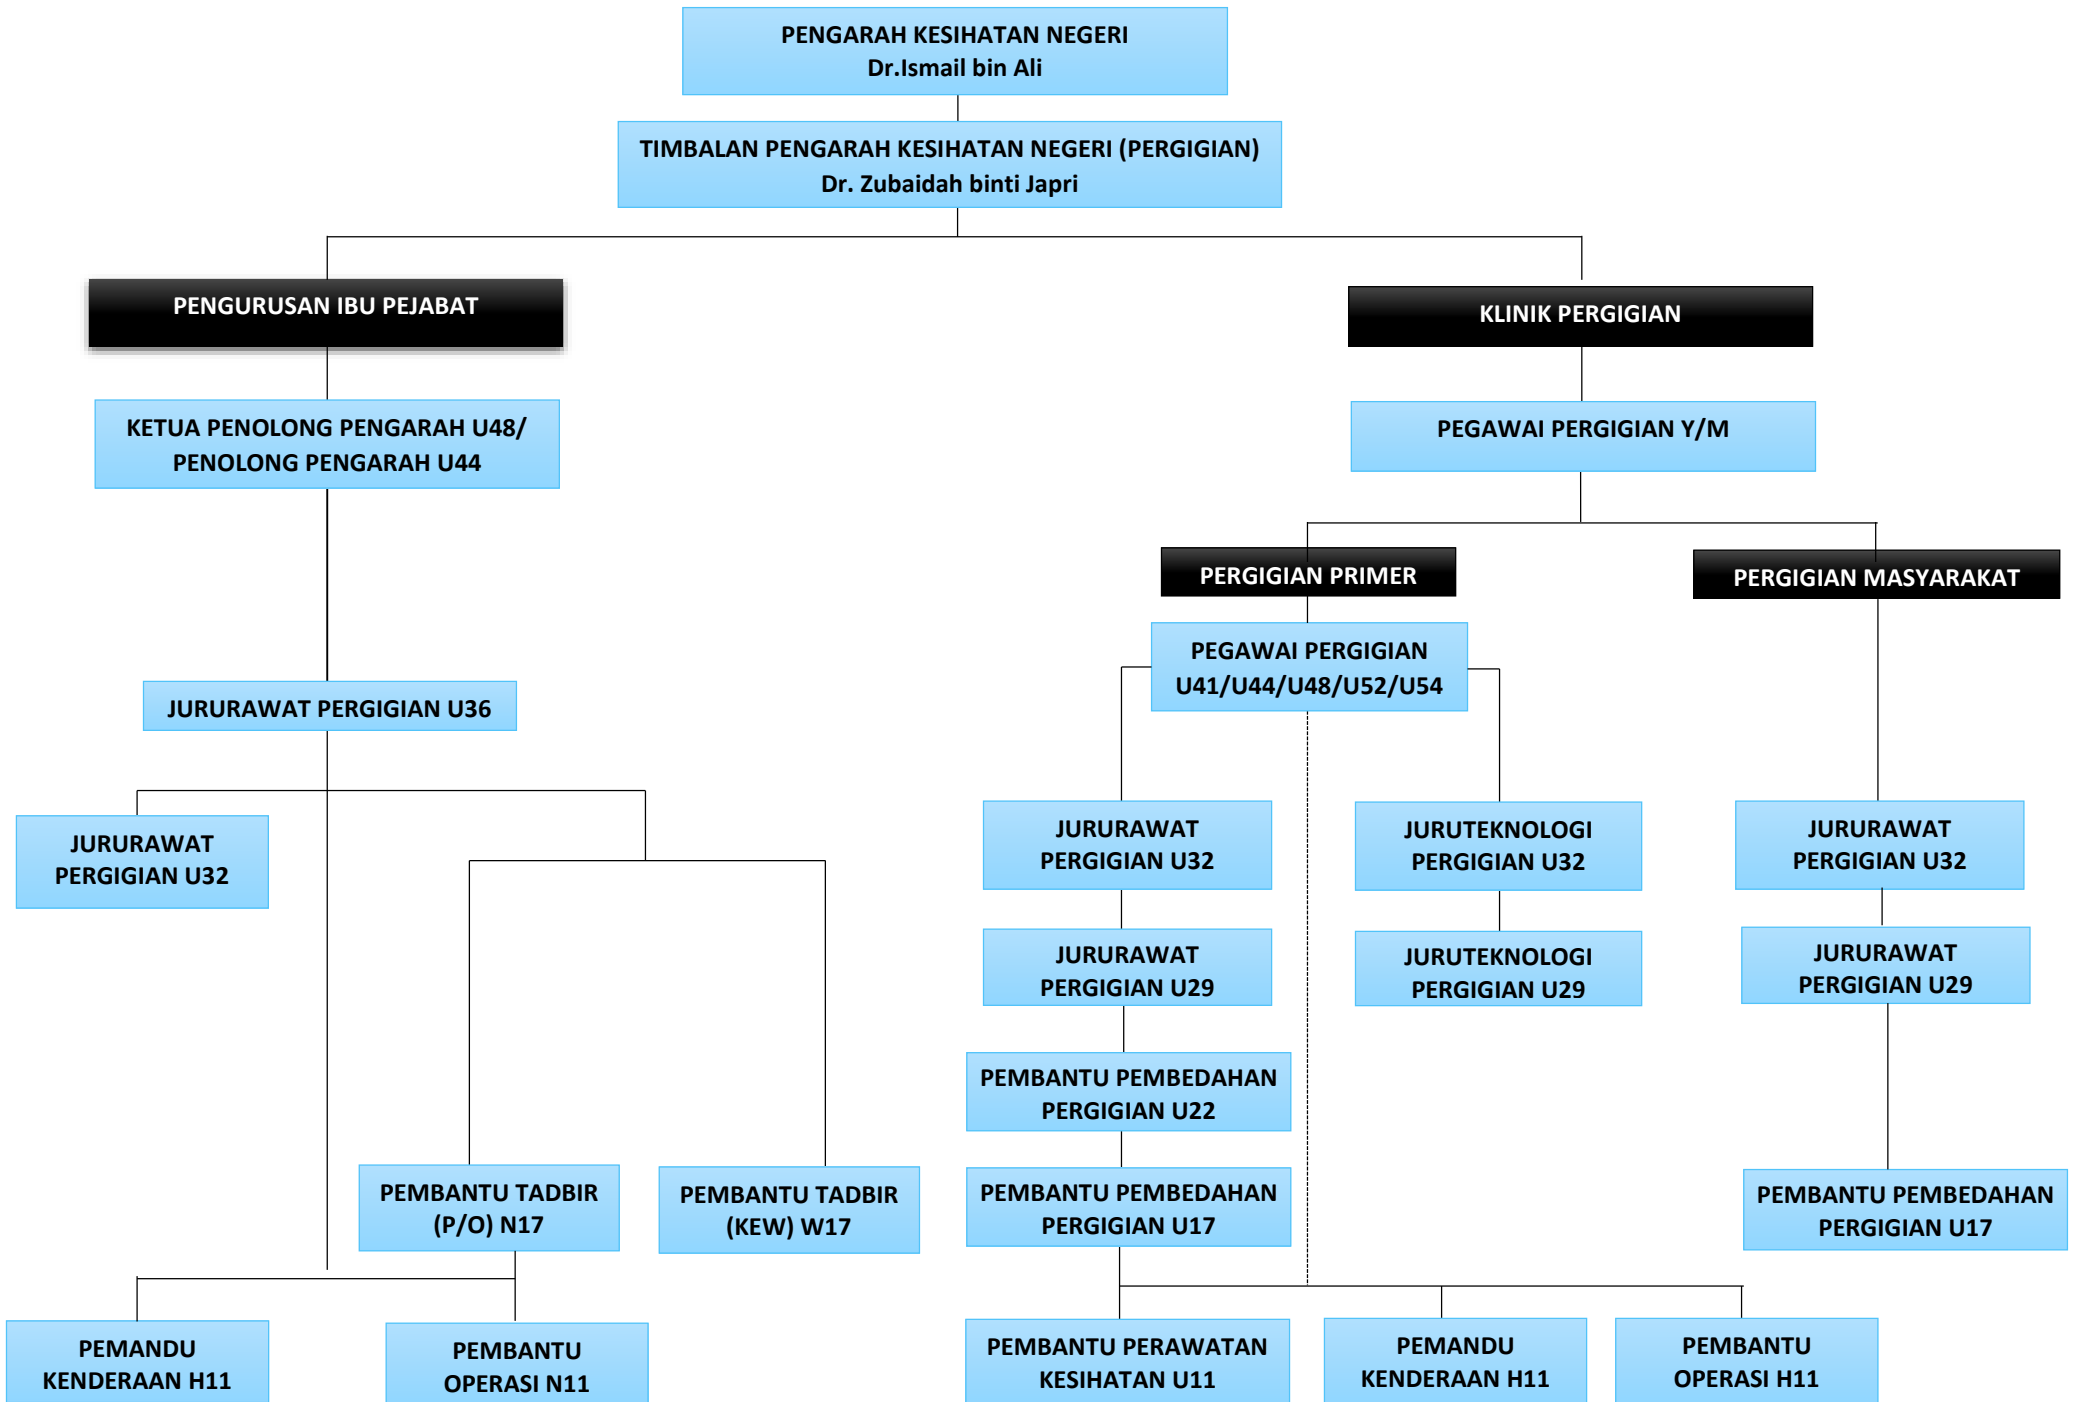 PENGARAH KESIHATAN NEGERI
Dr.Ismail bin Ali
TIMBALAN PENGARAH KESIHATAN NEGERI (PERGIGIAN)
Dr. Zubaidah binti Japri
PENGURUSAN IBU PEJABAT
KLINIK PERGIGIAN
KETUA PENOLONG PENGARAH U48/
PENOLONG PENGARAH U44
PEGAWAI PERGIGIAN Y/M
PERGIGIAN PRIMER
PERGIGIAN MASYARAKAT
PEGAWAI PERGIGIAN
U41/U44/U48/U52/U54
JURURAWAT PERGIGIAN U36
JURURAWAT
PERGIGIAN U32
JURURAWAT
PERGIGIAN U32
JURUTEKNOLOGI
PERGIGIAN U32
JURURAWAT
PERGIGIAN U32
JURURAWAT
PERGIGIAN U29
JURUTEKNOLOGI
PERGIGIAN U29
JURURAWAT
PERGIGIAN U29
PEMBANTU PEMBEDAHAN
PERGIGIAN U22
PEMBANTU TADBIR
(P/O) N17
PEMBANTU TADBIR
(KEW) W17
PEMBANTU PEMBEDAHAN
PERGIGIAN U17
PEMBANTU PEMBEDAHAN
PERGIGIAN U17
PEMANDU
KENDERAAN H11
PEMBANTU
OPERASI N11
PEMBANTU PERAWATAN
KESIHATAN U11
PEMANDU
KENDERAAN H11
PEMBANTU
OPERASI H11